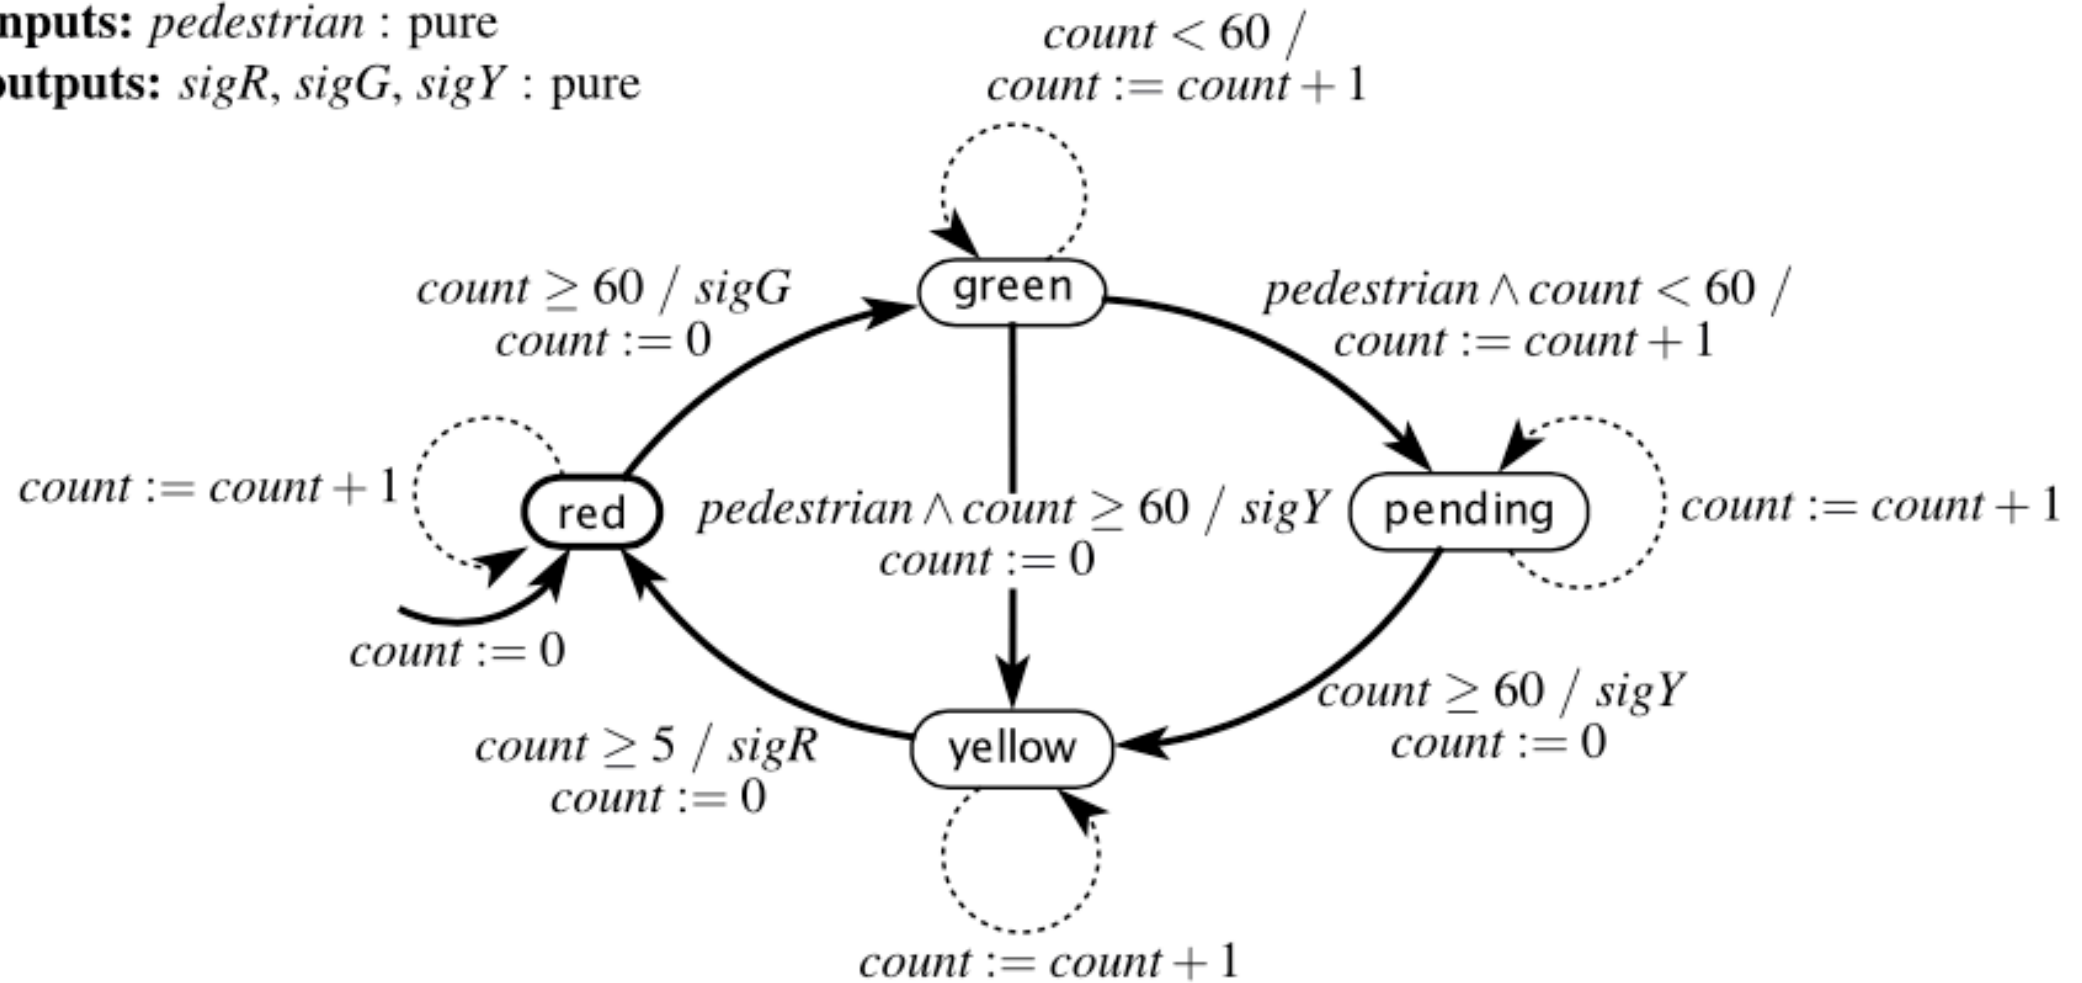 nputs: pedestrian : pure
outputs: sigR, sigG, sigY : pure
count < 60 /
count := count + 1
green
count ≥ 60 / sigG
count := 0
pedestrian ∧ count < 60 /
count := count + 1
count := count + 1
red
pedestrian ∧ count ≥ 60 / sigY
count := 0
pending
count := count + 1
count := 0
count ≥ 5 / sigR
count := 0
yellow
count ≥ 60 / sigY
count := 0
count := count + 1